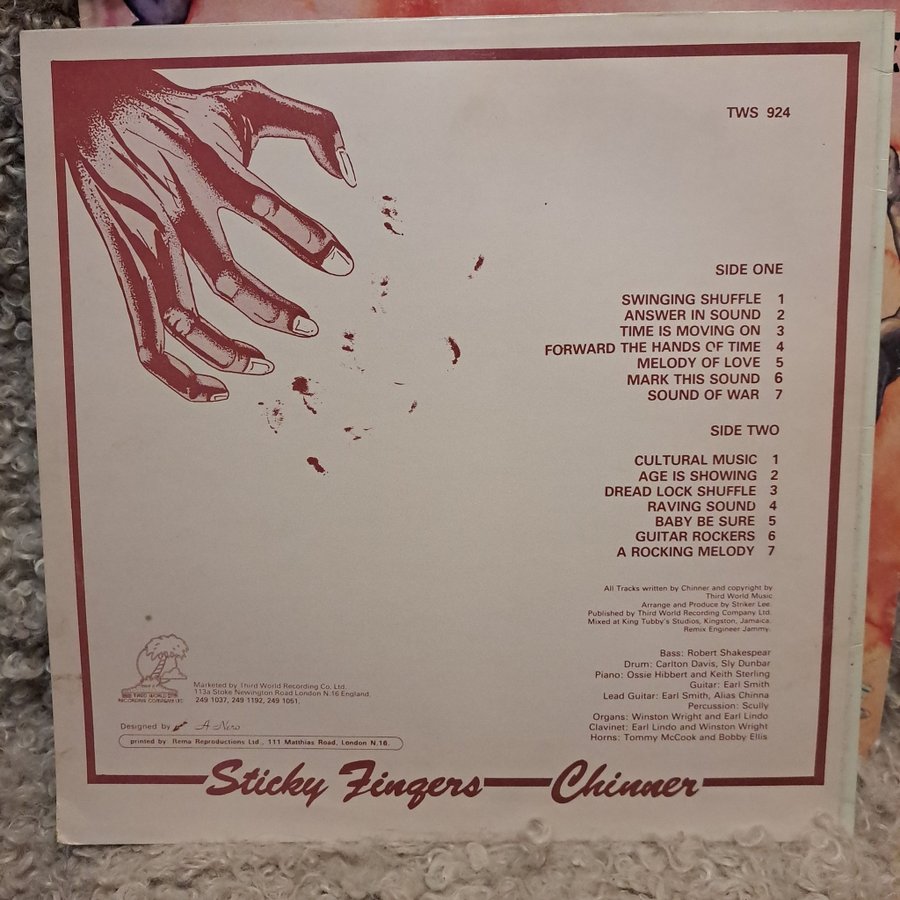 TWS 924
SIDE ONE
SWINGING SHUFFLE 1
ANSWER IN SOUND 2
TIME IS MOVING ON 3
FORWARD THE HANDS OF TIME 4
MELODY OF LOVE 5
MARK THIS SOUND 6
SOUND OF WAR 7
SIDE TWO
CULTURAL MUSIC 1
AGE IS SHOWING 2
DREAD LOCK SHUFFLE 3
RAVING SOUND 4
BABY BE SURE 5
GUITAR ROCKERS 6
A ROCKING MELODY 7
All Tracks written by Chinner and copyright by
Third World Music.
Arrange and Produce by Striker Lee.
Published by Third World Recording Company Ltd.
Mixed at King Tubby's Studios, Kingston, Jamaica.
Remix Engineer Jammy.
Bass: Robert Shakespear
Drum: Carlton Davis, Sly Dunbar
Piano: Ossie Hibbert and Keith Sterling
Guitar: Earl Smith
Lead Guitar: Earl Smith, Alias Chinna
Percussion: Scully
Organs: Winston Wright and Earl Lindo
Clavinet: Earl Lindo and Winston Wright
Horns: Tommy McCook and Bobby Ellis
THIRD WORLD
RECORDING COMPANY LTD
Marketed by Third World Recording Co. Ltd.
113a Stoke Newington Road London N.16 England.
249 1037, 249 1192, 249 1051.
Designed by A. Nero
printed by Rema Reproductions Ltd., 111 Matthias Road, London N.16.
Sticky Fingers Chinner